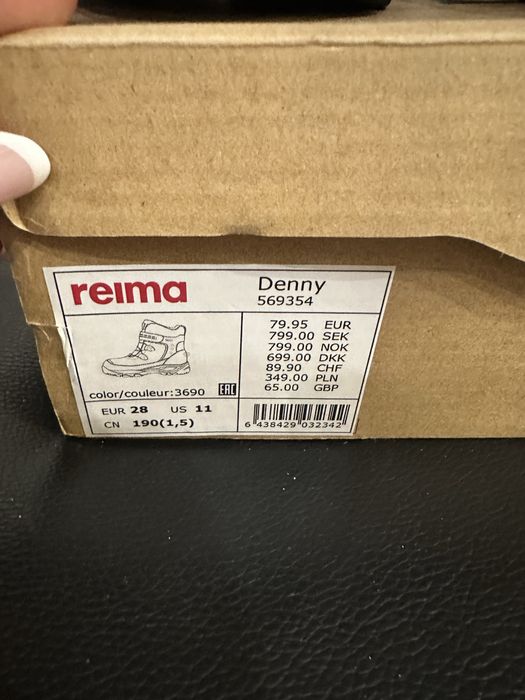 reima
Denny
569354
79.95 EUR
799.00 SEK
799.00 NOK
699.00 DKK
89.90 CHF
349.00 PLN
65.00 GBP
color/couleur:3690 EAC
EUR 28 US 11
CN 190(1,5)
6 438429 032342